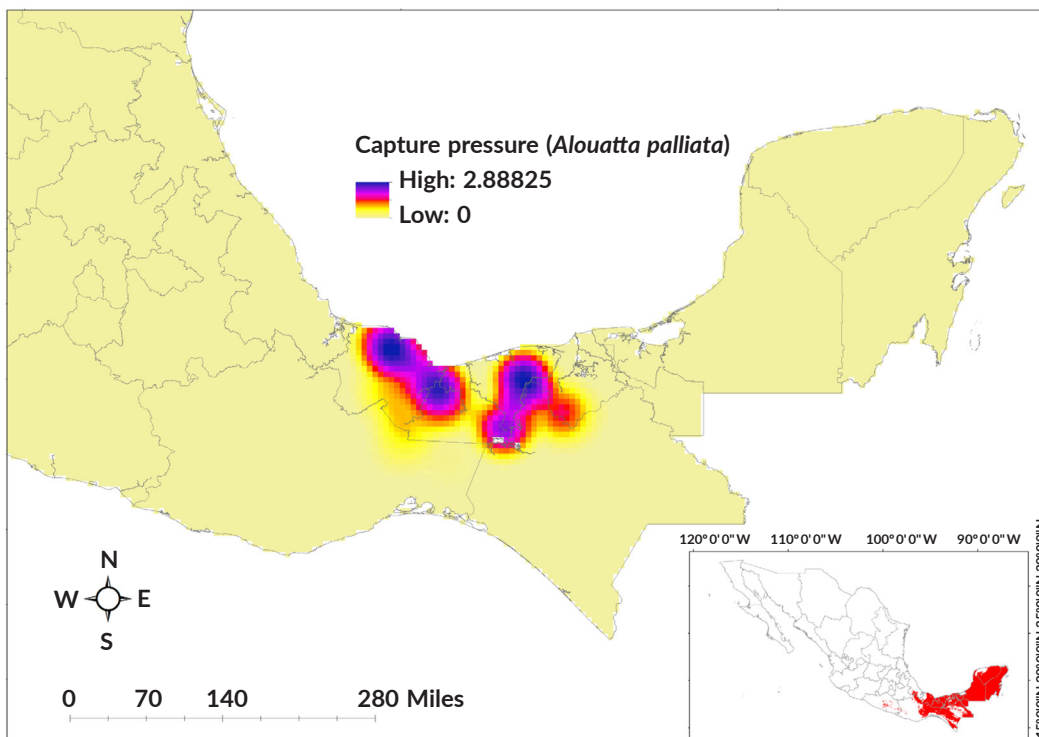 Capture pressure (Alouatta palliata)
High: 2.88825
Low: 0
N
W E
S
0 70 140 280 Miles
120°0'0"W 110°0'0"W 100°0'0"W 90°0'0"W